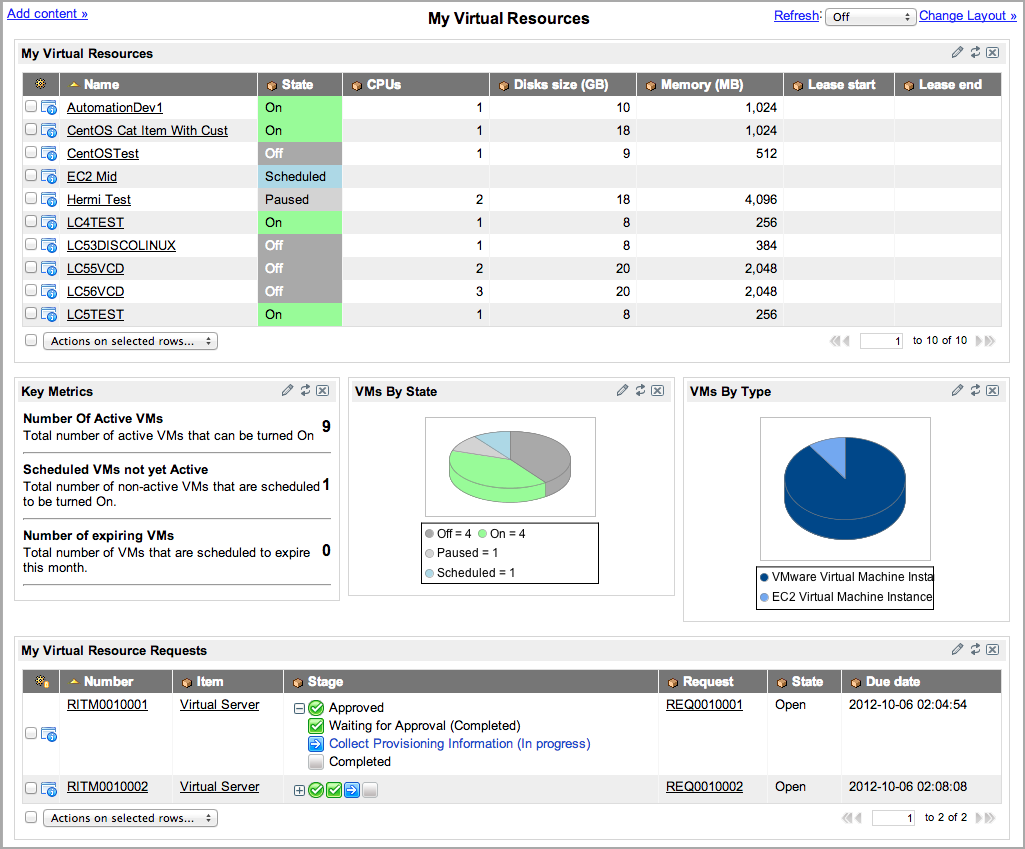 Add content »
My Virtual Resources
Refresh: Off Change Layout »
My Virtual Resources
Name State CPUs Disks size (GB) Memory (MB) Lease start Lease end
AutomationDev1 On 1 10 1,024
CentOS Cat Item With Cust On 1 18 1,024
CentOSTest Off 1 9 512
EC2 Mid Scheduled
Hermi Test Paused 2 18 4,096
LC4TEST On 1 8 256
LC53DISCOLINUX Off 1 8 384
LC55VCD Off 2 20 2,048
LC56VCD Off 3 20 2,048
LC5TEST On 1 8 256
Actions on selected rows... 1 to 10 of 10
Key Metrics
Number Of Active VMs
Total number of active VMs that can be turned On 9
Scheduled VMs not yet Active
Total number of non-active VMs that are scheduled 1
to be turned On.
Number of expiring VMs
Total number of VMs that are scheduled to expire 0
this month.
VMs By State
Off = 4 On = 4
Paused = 1
Scheduled = 1
VMs By Type
VMware Virtual Machine Insta
EC2 Virtual Machine Instance
My Virtual Resource Requests
Number Item Stage Request State Due date
RITM0010001 Virtual Server Approved REQ0010001 Open 2012-10-06 02:04:54
Waiting for Approval (Completed)
Collect Provisioning Information (In progress)
Completed
RITM0010002 Virtual Server REQ0010002 Open 2012-10-06 02:08:08
Actions on selected rows... 1 to 2 of 2